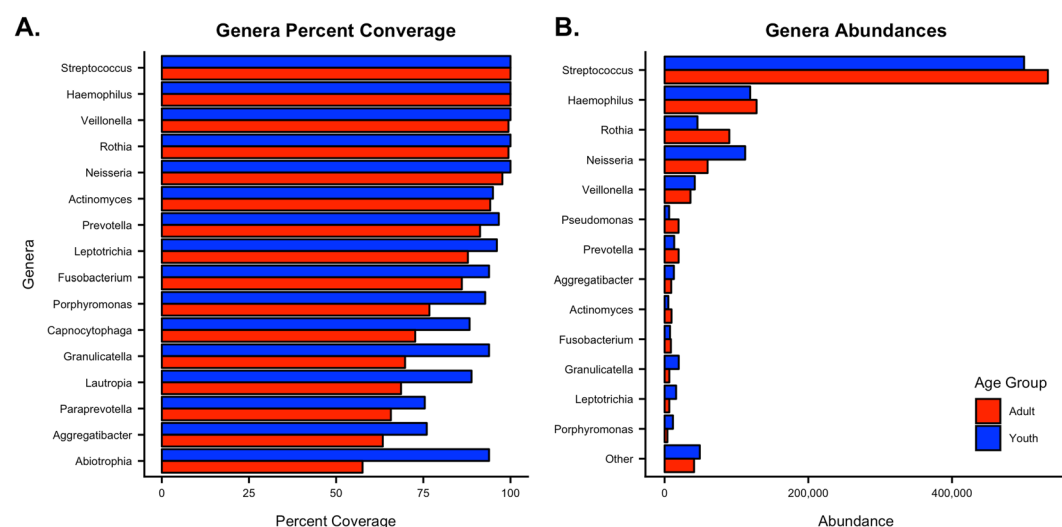 A.
Genera Percent Converage
Genera
Streptococcus
Haemophilus
Veillonella
Rothia
Neisseria
Actinomyces
Prevotella
Leptotrichia
Fusobacterium
Porphyromonas
Capnocytophaga
Granulicatella
Lautropia
Paraprevotella
Aggregatibacter
Abiotrophia
0 25 50 75 100
Percent Coverage
B.
Genera Abundances
Streptococcus
Haemophilus
Rothia
Neisseria
Veillonella
Pseudomonas
Prevotella
Aggregatibacter
Actinomyces
Fusobacterium
Granulicatella
Leptotrichia
Porphyromonas
Other
0 200,000 400,000
Abundance
Age Group
Adult
Youth